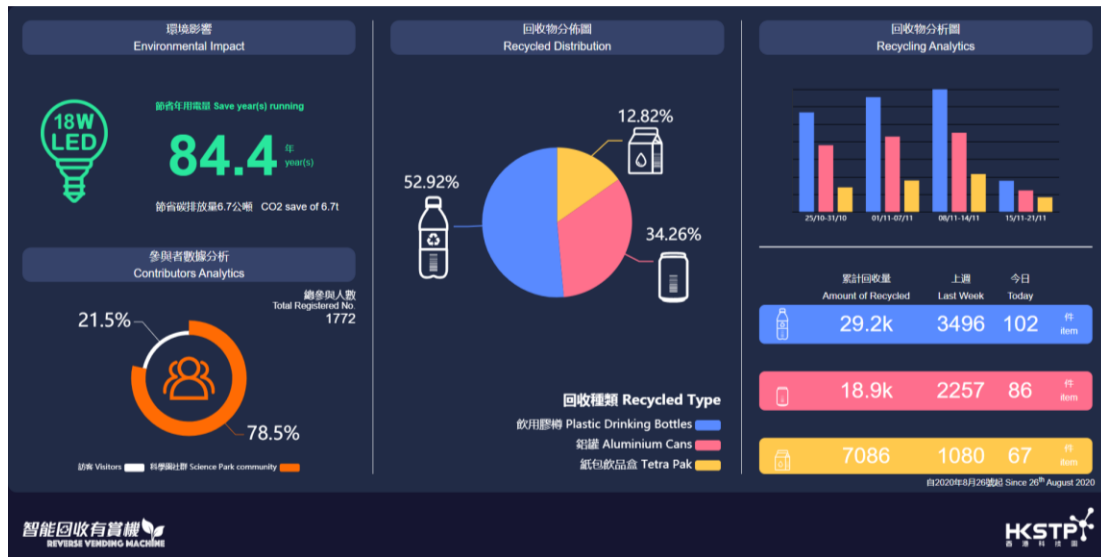 環境影響
Environmental Impact
18W
LED
節省年用電量 Save year(s) running
84.4
年
year(s)
節省碳排放量6.7公噸 CO2 save of 6.7t
參與者數據分析
Contributors Analytics
總參與人數
Total Registered No.
1772
21.5%
78.5%
訪客 Visitors
科學園社群 Science Park community
回收物分佈圖
Recycled Distribution
12.82%
52.92%
34.26%
回收種類 Recycled Type
飲用膠樽 Plastic Drinking Bottles
鋁罐 Aluminium Cans
紙包飲品盒 Tetra Pak
回收物分析圖
Recycling Analytics
25/10-31/10
01/11-07/11
08/11-14/11
15/11-21/11
累計回收量 上週 今日
Amount of Recycled Last Week Today
29.2k 3496 102 件 item
18.9k 2257 86 件 item
7086 1080 67 件 item
自2020年8月26號起 Since 26th August 2020
智能回收有賞機
REVERSE VENDING MACHINE
HKSTP
香港科技園